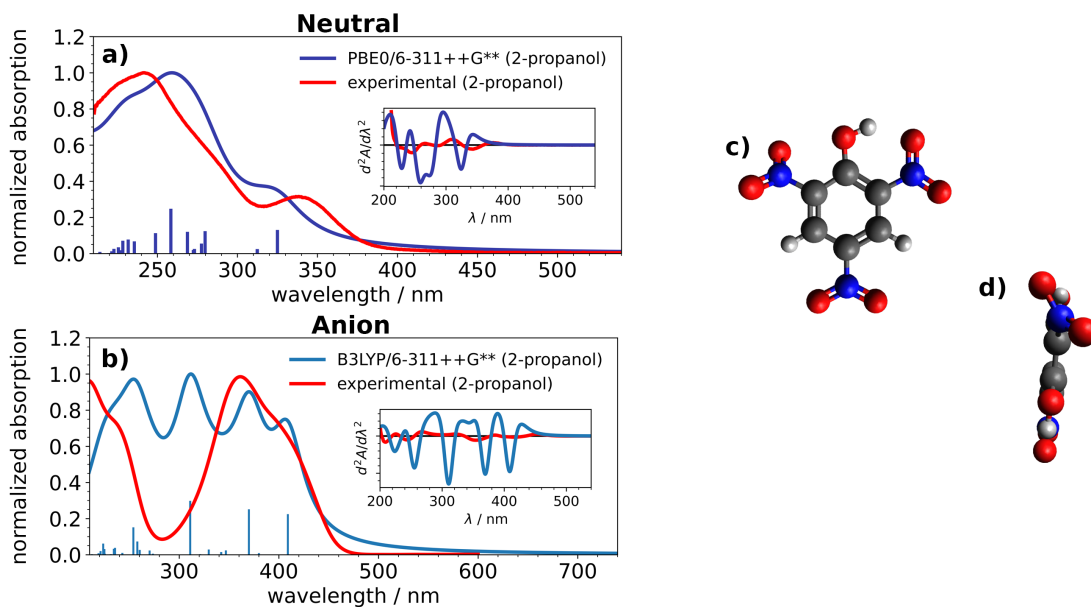 Neutral
a)
PBE0/6-311++G** (2-propanol)
experimental (2-propanol)
normalized absorption
1.2
1.0
0.8
0.6
0.4
0.2
0.0
d²A/dλ²
200 300 400 500
λ / nm
250 300 350 400 450 500
wavelength / nm
Anion
b)
B3LYP/6-311++G** (2-propanol)
experimental (2-propanol)
normalized absorption
1.2
1.0
0.8
0.6
0.4
0.2
0.0
d²A/dλ²
200 300 400 500
λ / nm
300 400 500 600 700
wavelength / nm
c)
d)